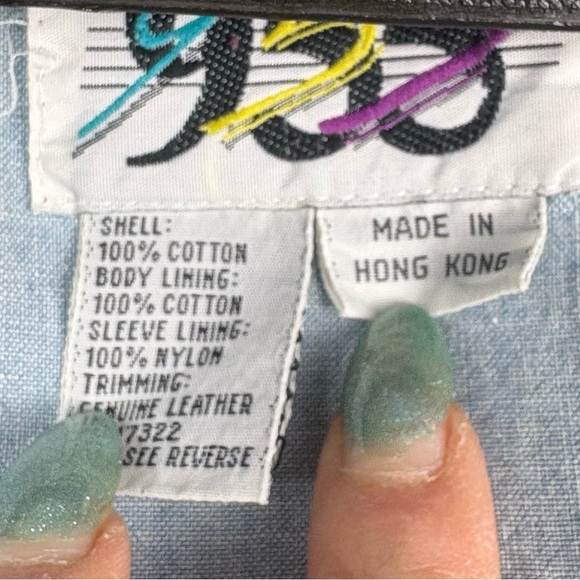 SHELL:
100% COTTON
BODY LINING:
100% COTTON
SLEEVE LINING:
100% NYLON
TRIMMING:
GENUINE LEATHER
7322
SEE REVERSE
MADE IN
HONG KONG